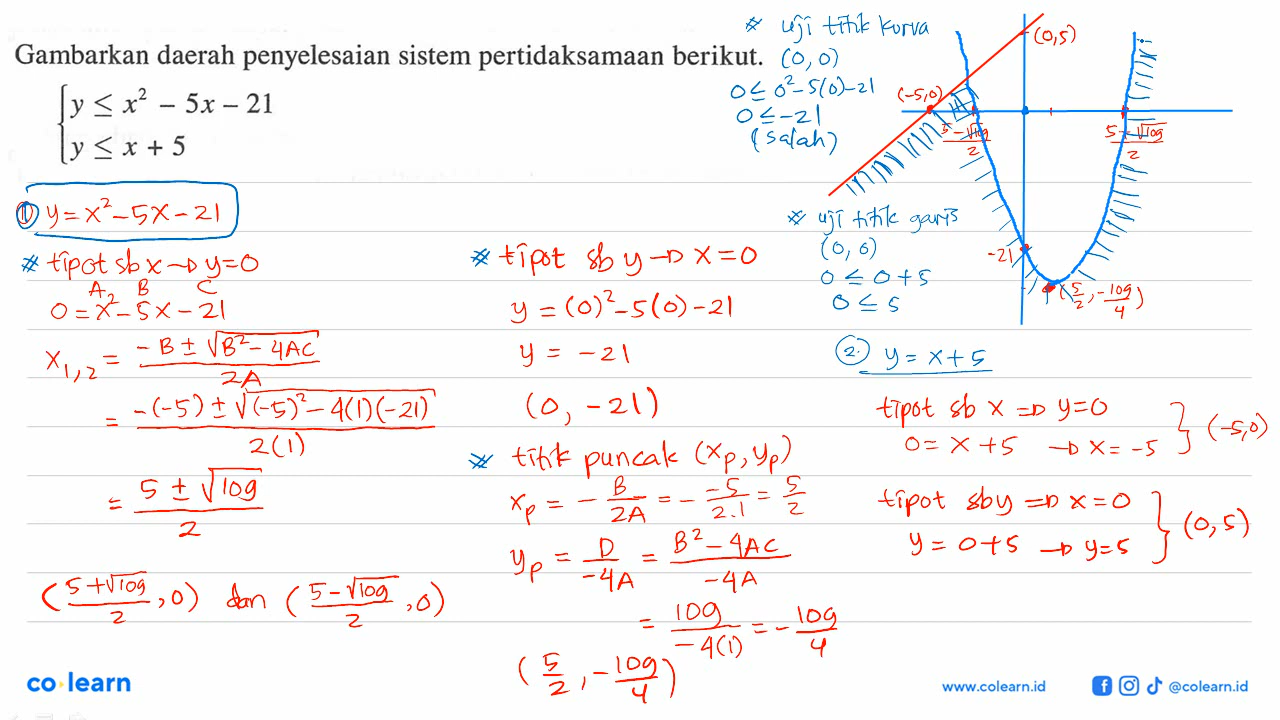 Gambarkan daerah penyelesaian sistem pertidaksamaan berikut.
{ y ≤ x² - 5x - 21
y ≤ x + 5
① y = x² - 5x - 21
* tipot sb x → y = 0
A B C
0 = x² - 5x - 21
x₁,₂ = (-B ± √(B² - 4AC)) / 2A
= (-(-5) ± √((-5)² - 4(1)(-21))) / 2(1)
= (5 ± √109) / 2
((5+√109)/2, 0) dan ((5-√109)/2, 0)
* tipot sb y → x = 0
y = (0)² - 5(0) - 21
y = -21
(0, -21)
* titik puncak (xp, yp)
xp = -B/2A = - -5/2.1 = 5/2
yp = D/-4A = (B² - 4AC)/-4A
= 109/-4(1) = -109/4
(5/2, -109/4)
* uji titik kurva
(0, 0)
0 ≤ 0² - 5(0) - 21
0 ≤ -21
(salah)
* uji titik garis
(0, 0)
0 ≤ 0 + 5
0 ≤ 5
(0, 5)
(-5, 0)
(5 - √109)/2
(5 - √109)/2
-21
(5/2, -109/4)
2. y = x + 5
tipot sb x ⇒ y = 0
0 = x + 5 → x = -5 } (-5, 0)
tipot sb y ⇒ x = 0
y = 0 + 5 → y = 5 } (0, 5)
co learn
www.colearn.id
@colearn.id